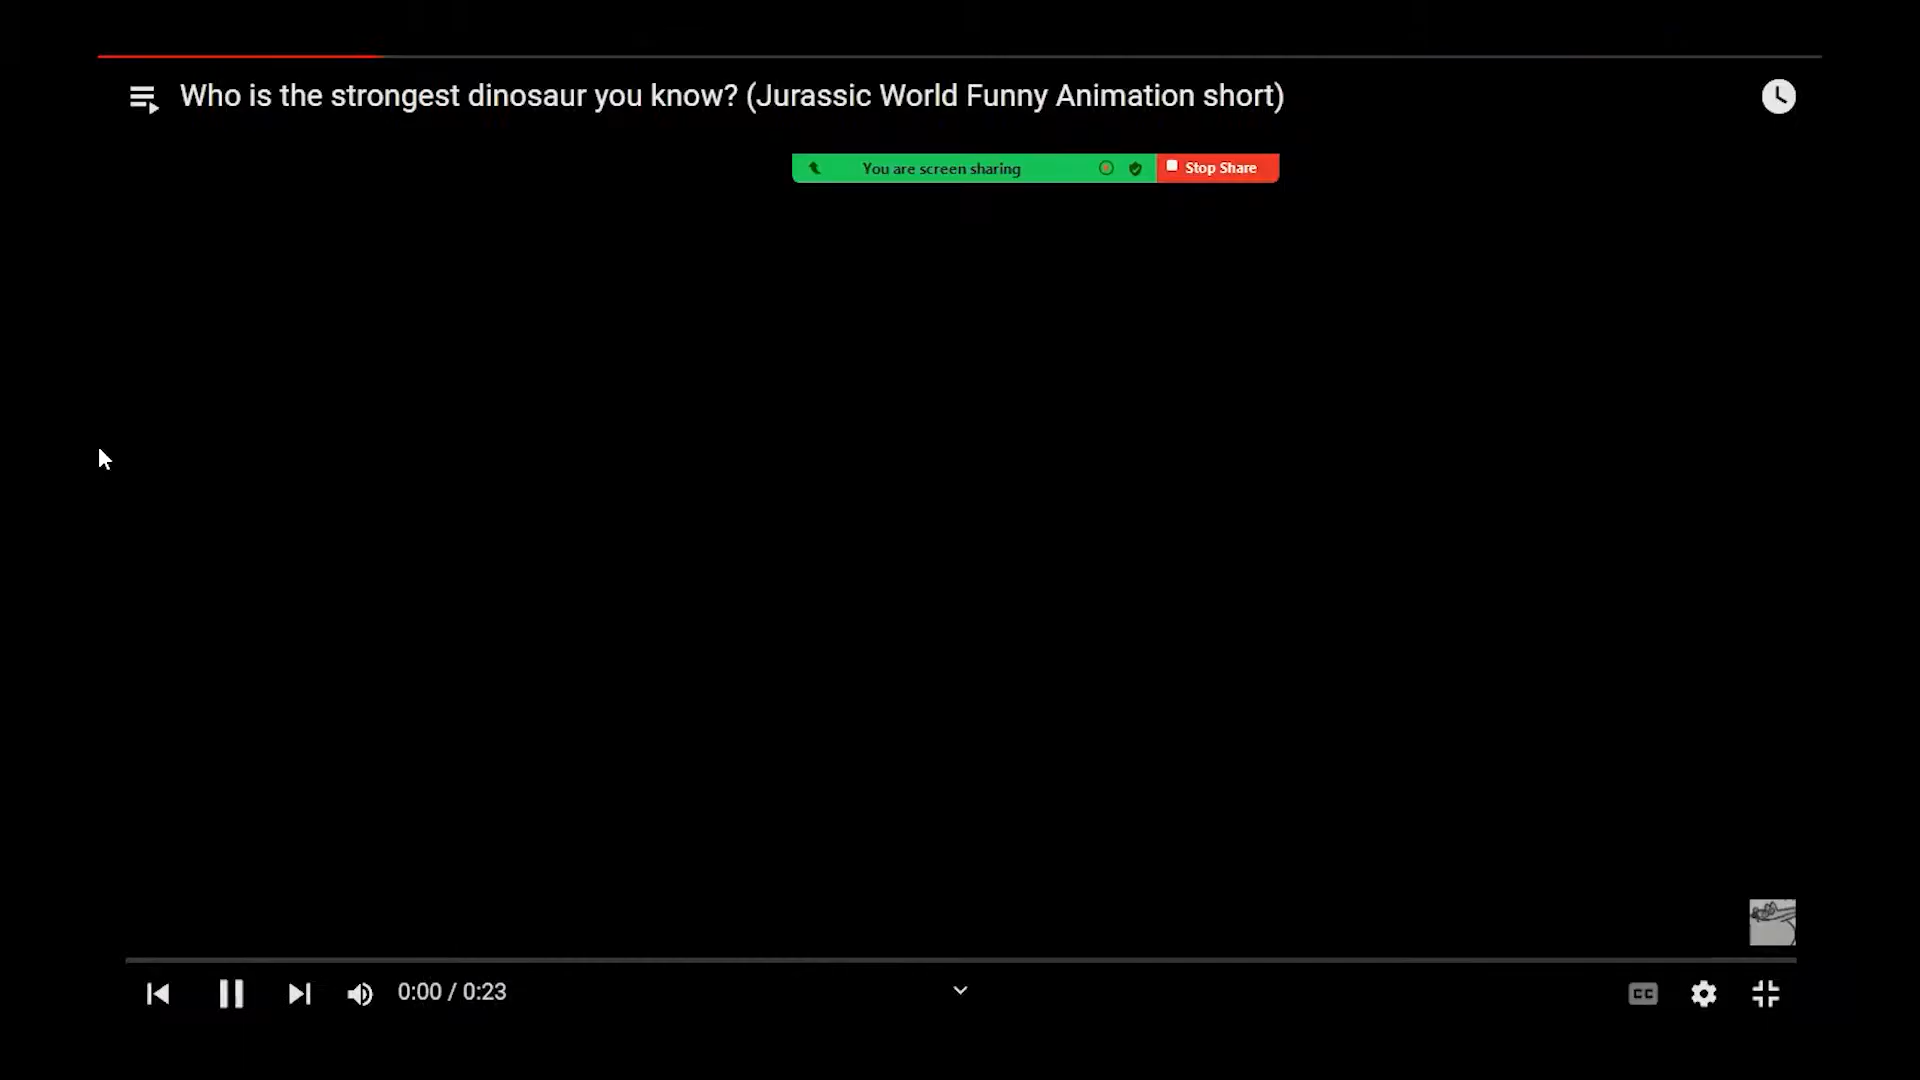 Who is the strongest dinosaur you know? (Jurassic World Funny Animation short)
You are screen sharing
Stop Share
0:00 / 0:23
CC